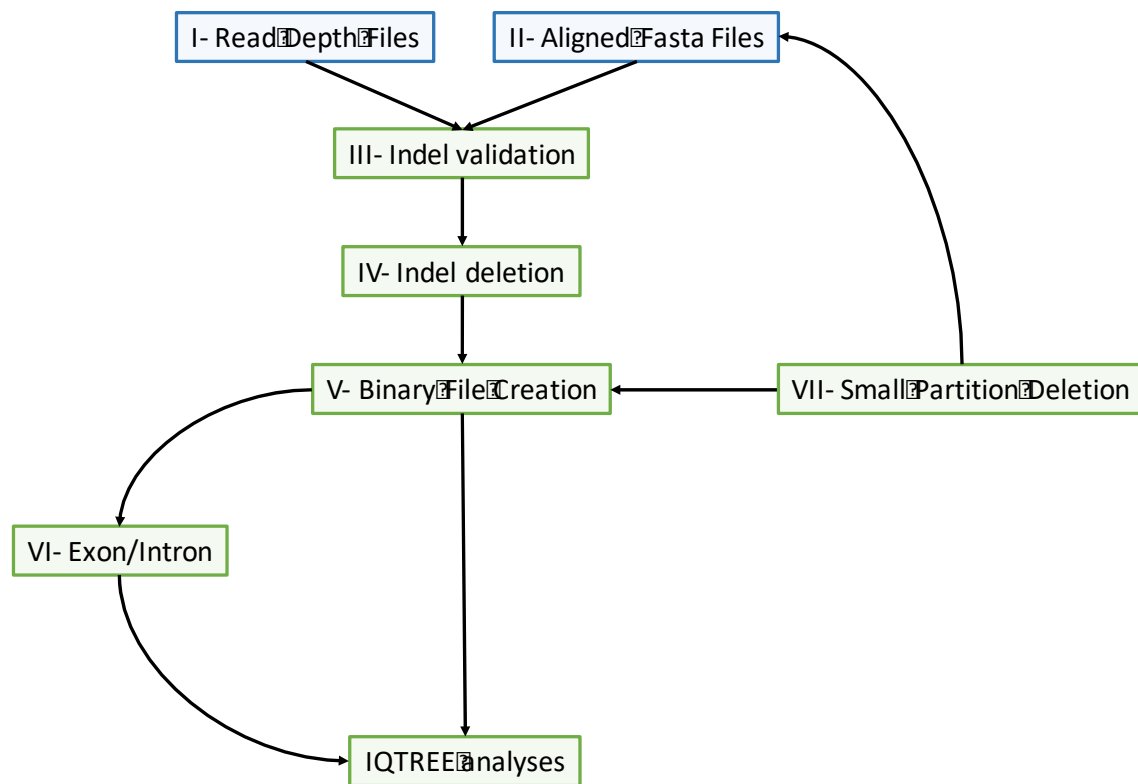 I- Read Depth Files
II- Aligned Fasta Files
III- Indel validation
IV- Indel deletion
V- Binary File Creation
VII- Small Partition Deletion
VI- Exon/Intron
IQTREE analyses